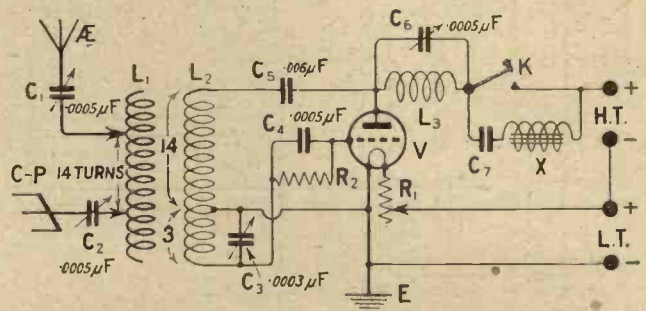 Æ
C1 .0005µF
L1
L2
C5 .006µF
C6 .0005µF
K
+
H.T.
-
C4 .0005µF
L3
V
C7
X
C-P
14 TURNS
14
R2
R1
+
L.T.
-
C2 .0005µF
3
C3 .0003µF
E